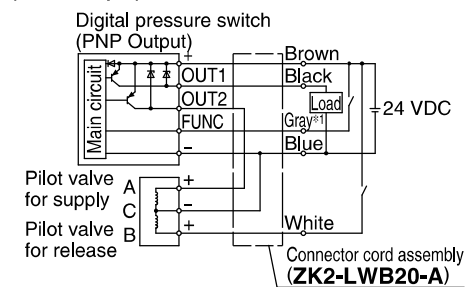 Digital pressure switch
(PNP Output)
Main circuit
+
OUT1
OUT2
FUNC
−
Brown
Black
Load
Gray*1
Blue
24 VDC
Pilot valve
for supply
A
+
C
−
Pilot valve
for release
B
+
White
Connector cord assembly
(ZK2-LWB20-A)